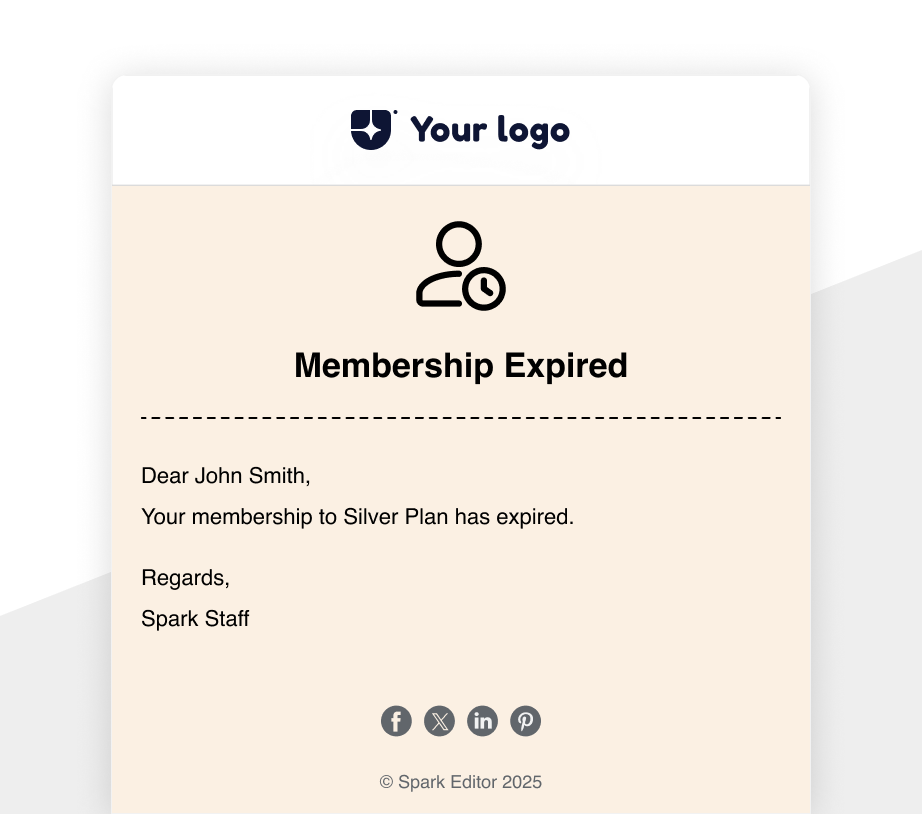 Your logo
Membership Expired
Dear John Smith,
Your membership to Silver Plan has expired.
Regards,
Spark Staff
© Spark Editor 2025